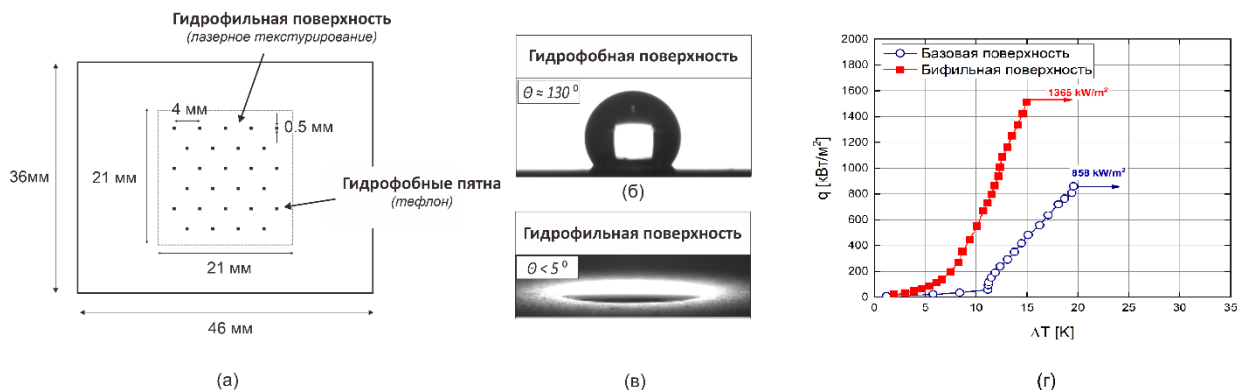 Гидрофильная поверхность
(лазерное текстурирование)
4 мм
0.5 мм
36мм
21 мм
Гидрофобные пятна
(тефлон)
21 мм
46 мм
(а)
Гидрофобная поверхность
Θ ≈ 130 °
(б)
Гидрофильная поверхность
Θ < 5 °
(в)
Базовая поверхность
Бифильная поверхность
1365 kW/m²
858 kW/m²
q [кВт/м²]
2000
1800
1600
1400
1200
1000
800
600
400
200
0
0 5 10 15 20 25 30 35
ΔT [K]
(г)